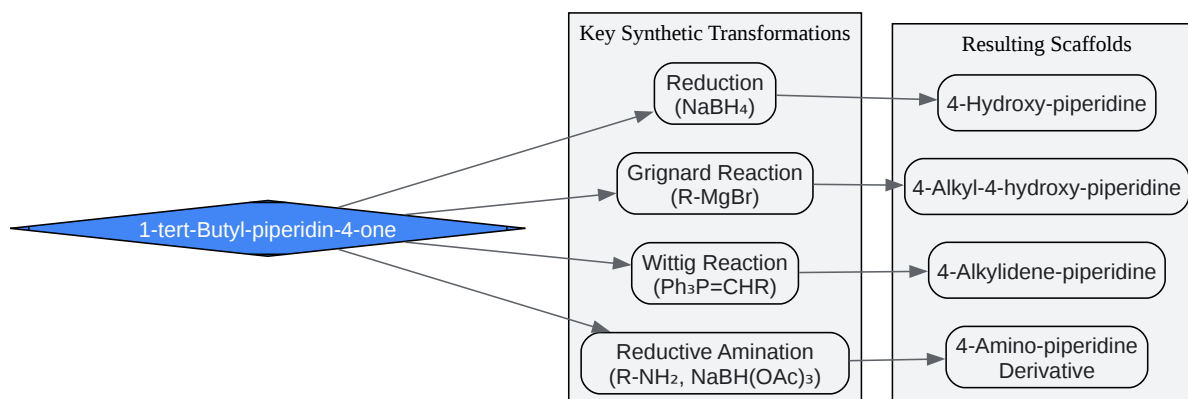 Key Synthetic Transformations
Resulting Scaffolds
1-tert-Butyl-piperidin-4-one
Reduction
(NaBH₄)
4-Hydroxy-piperidine
Grignard Reaction
(R-MgBr)
4-Alkyl-4-hydroxy-piperidine
Wittig Reaction
(Ph₃P=CHR)
4-Alkylidene-piperidine
Reductive Amination
(R-NH₂, NaBH(OAc)₃)
4-Amino-piperidine
Derivative